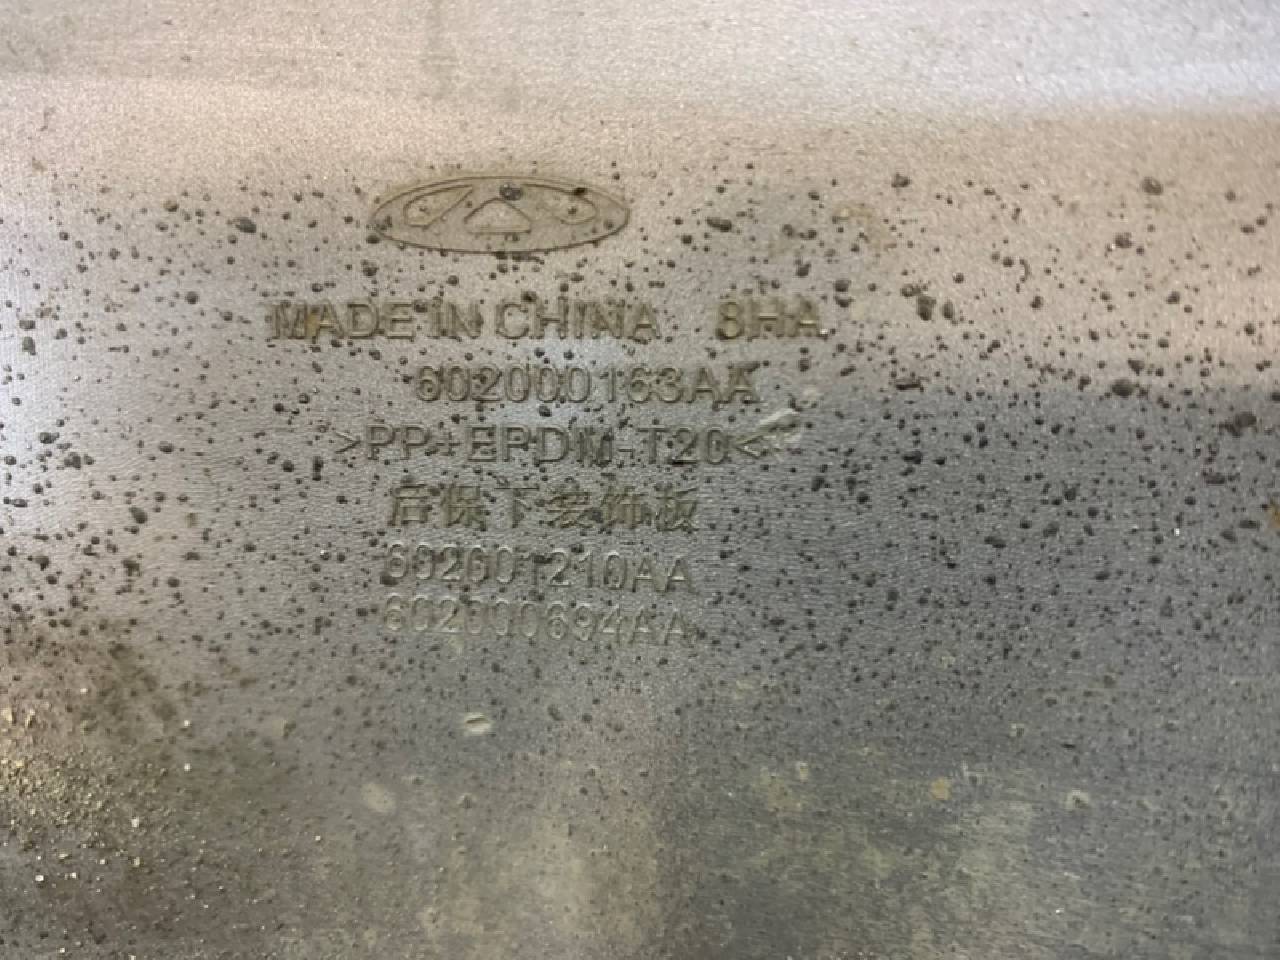 MADE IN CHINA 8HA
602000163AA
>PP+EPDM-T20<
后保下装饰板
602001210AA
602000694AA